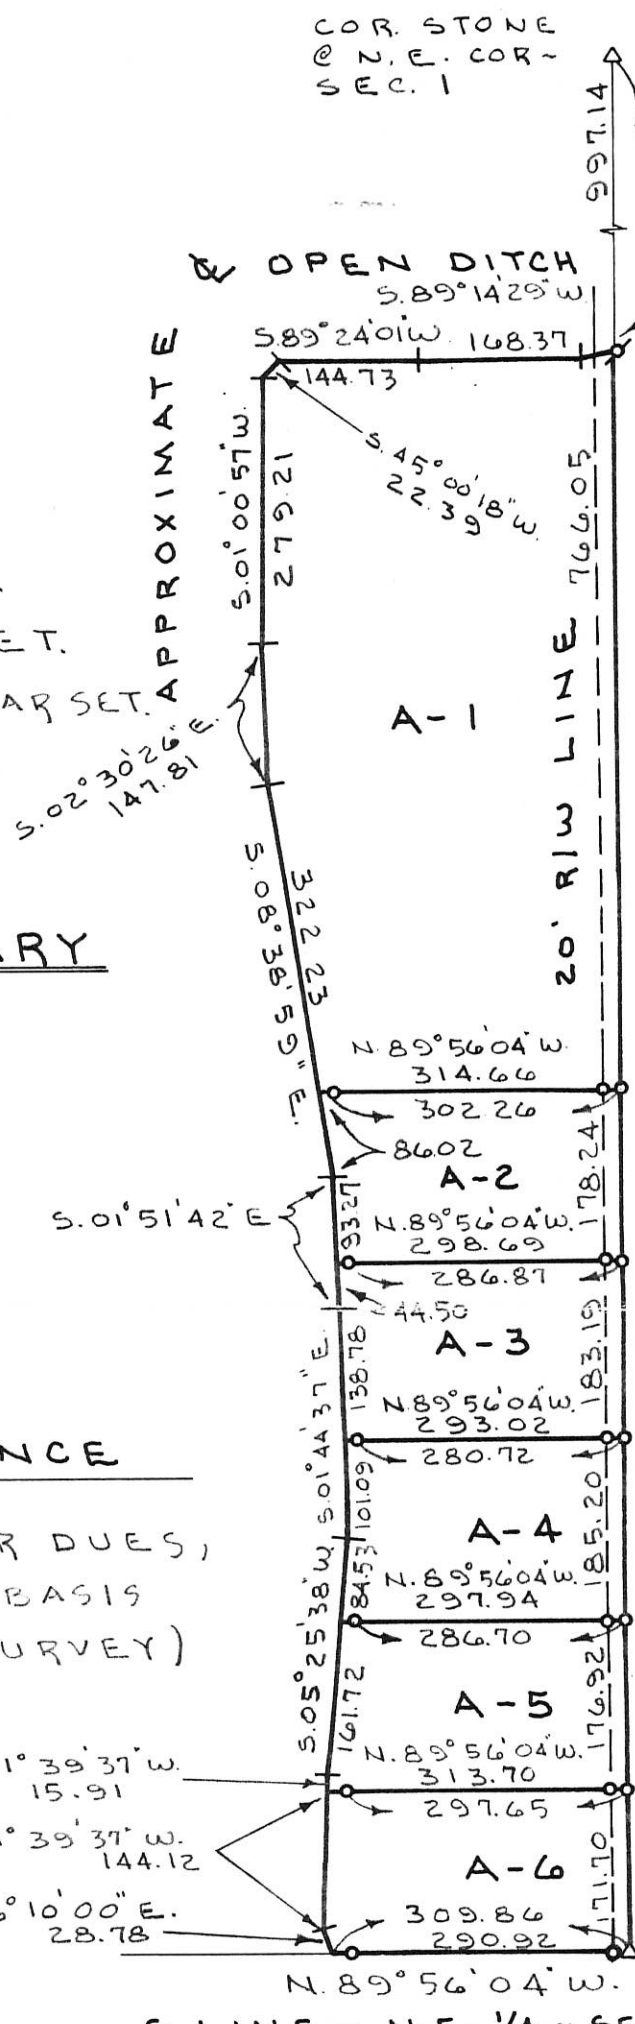 COR. STONE
@ N.E. COR~
SEC. 1
997.14
℄ OPEN DITCH
S.89°14'29"W.
S.89°24'01"W. 168.37
144.73
APPROXIMATE
S.01°00'57"W.
279.21
S.45°00'18"W.
22.39
766.05
ET.
AR SET.
S.02°30'26"E.
147.81
A-1
20' R/W LINE
S.08°38'59"E.
322.23
ARY
N.89°56'04"W.
314.66
302.26
86.02
A-2
178.24
S.01°51'42"E
93.27
N.89°56'04"W.
298.69
286.87
44.50
A-3
183.19
S.01°44'37"E.
138.78
N.89°56'04"W.
293.02
280.72
NCE
R DUES,
BASIS
URVEY)
101.09
A-4
185.20
84.53
N.89°56'04"W.
297.94
286.70
S.05°25'38"W.
161.72
A-5
176.92
1°39'37"W.
15.91
N.89°56'04"W.
313.70
297.65
°39'37"W.
144.12
A-6
171.70
°10'00"E.
28.78
309.86
290.92
N.89°56'04"W.